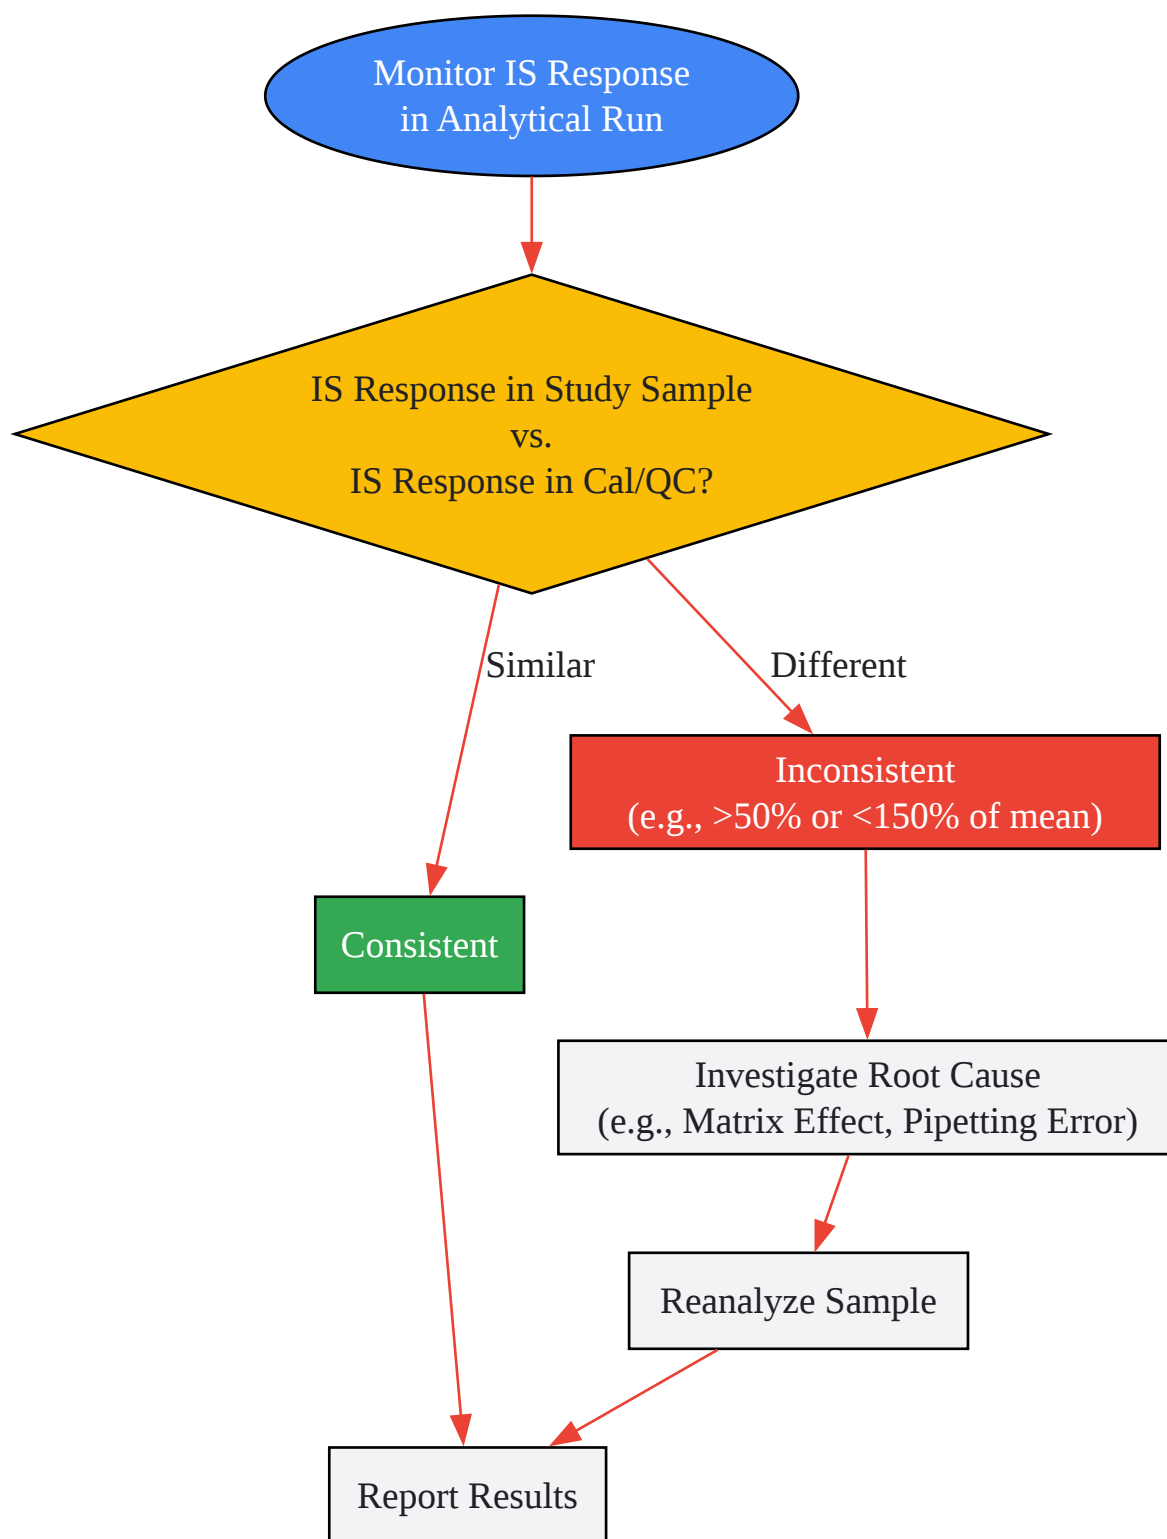 Monitor IS Response
in Analytical Run
IS Response in Study Sample
vs.
IS Response in Cal/QC?
Similar
Different
Inconsistent
(e.g., >50% or <150% of mean)
Consistent
Investigate Root Cause
(e.g., Matrix Effect, Pipetting Error)
Reanalyze Sample
Report Results